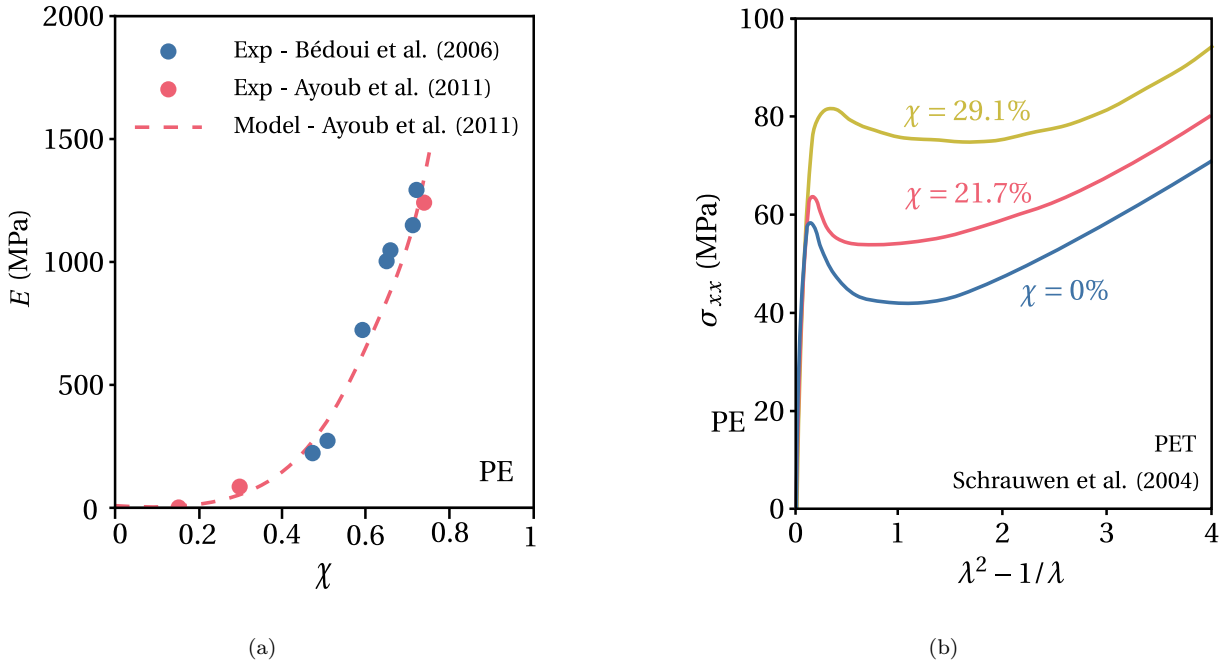 2000
1500
1000
500
0
E (MPa)
Exp - Bédoui et al. (2006)
Exp - Ayoub et al. (2011)
Model - Ayoub et al. (2011)
PE
0 0.2 0.4 0.6 0.8 1
χ
(a)
100
80
60
40
20
0
σxx (MPa)
PE
χ = 29.1%
χ = 21.7%
χ = 0%
PET
Schrauwen et al. (2004)
0 1 2 3 4
λ² − 1/λ
(b)